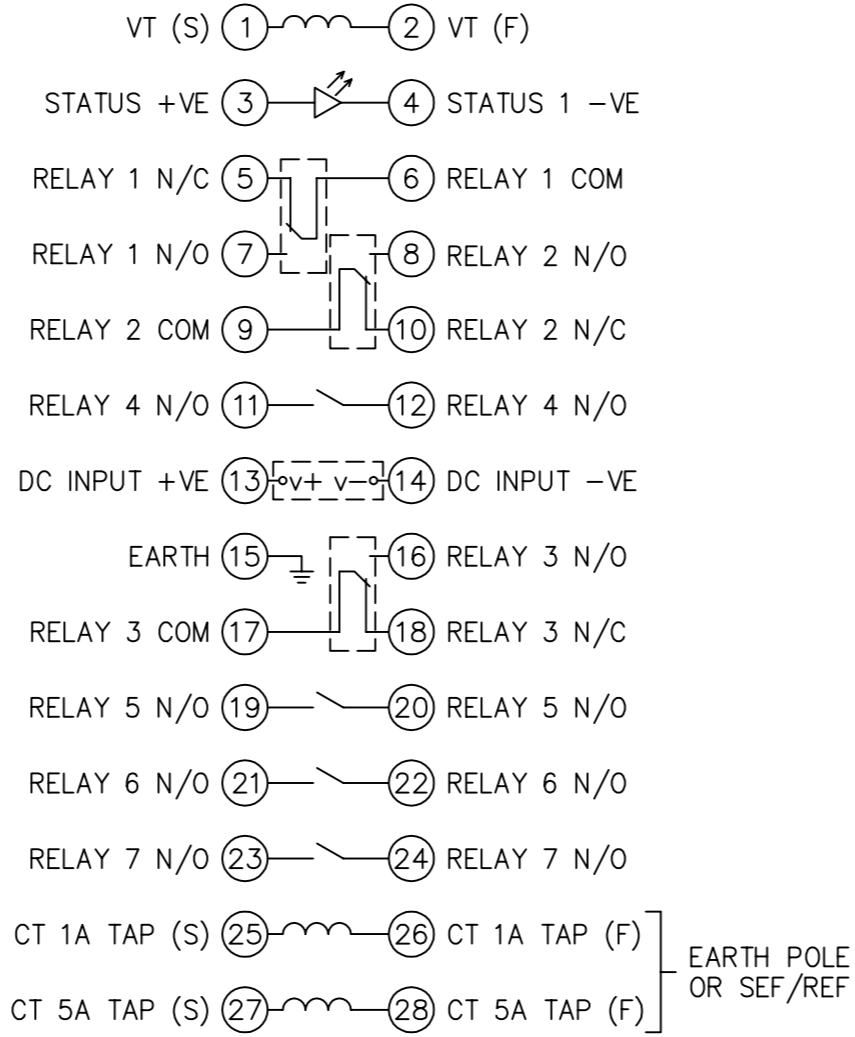 VT (S) 1 2 VT (F)
STATUS +VE 3 4 STATUS 1 −VE
RELAY 1 N/C 5 6 RELAY 1 COM
RELAY 1 N/O 7 8 RELAY 2 N/O
RELAY 2 COM 9 10 RELAY 2 N/C
RELAY 4 N/O 11 12 RELAY 4 N/O
DC INPUT +VE 13 v+ v− 14 DC INPUT −VE
EARTH 15 16 RELAY 3 N/O
RELAY 3 COM 17 18 RELAY 3 N/C
RELAY 5 N/O 19 20 RELAY 5 N/O
RELAY 6 N/O 21 22 RELAY 6 N/O
RELAY 7 N/O 23 24 RELAY 7 N/O
CT 1A TAP (S) 25 26 CT 1A TAP (F)
CT 5A TAP (S) 27 28 CT 5A TAP (F)
EARTH POLE
OR SEF/REF